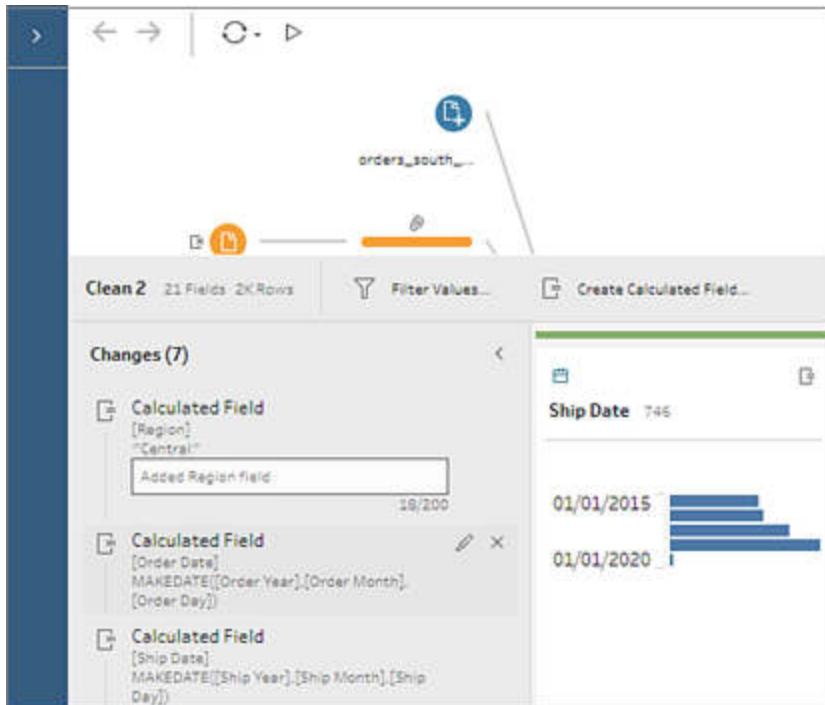 orders_south_...
Clean 2 21 Fields 2K Rows
Filter Values...
Create Calculated Field...
Changes (7)
Calculated Field
[Region]
"Central"
Added Region field
18/200
Calculated Field
[Order Date]
MAKEDATE([Order Year],[Order Month],
[Order Day])
Calculated Field
[Ship Date]
MAKEDATE([Ship Year],[Ship Month],[Ship
Day])
Ship Date 746
01/01/2015
01/01/2020